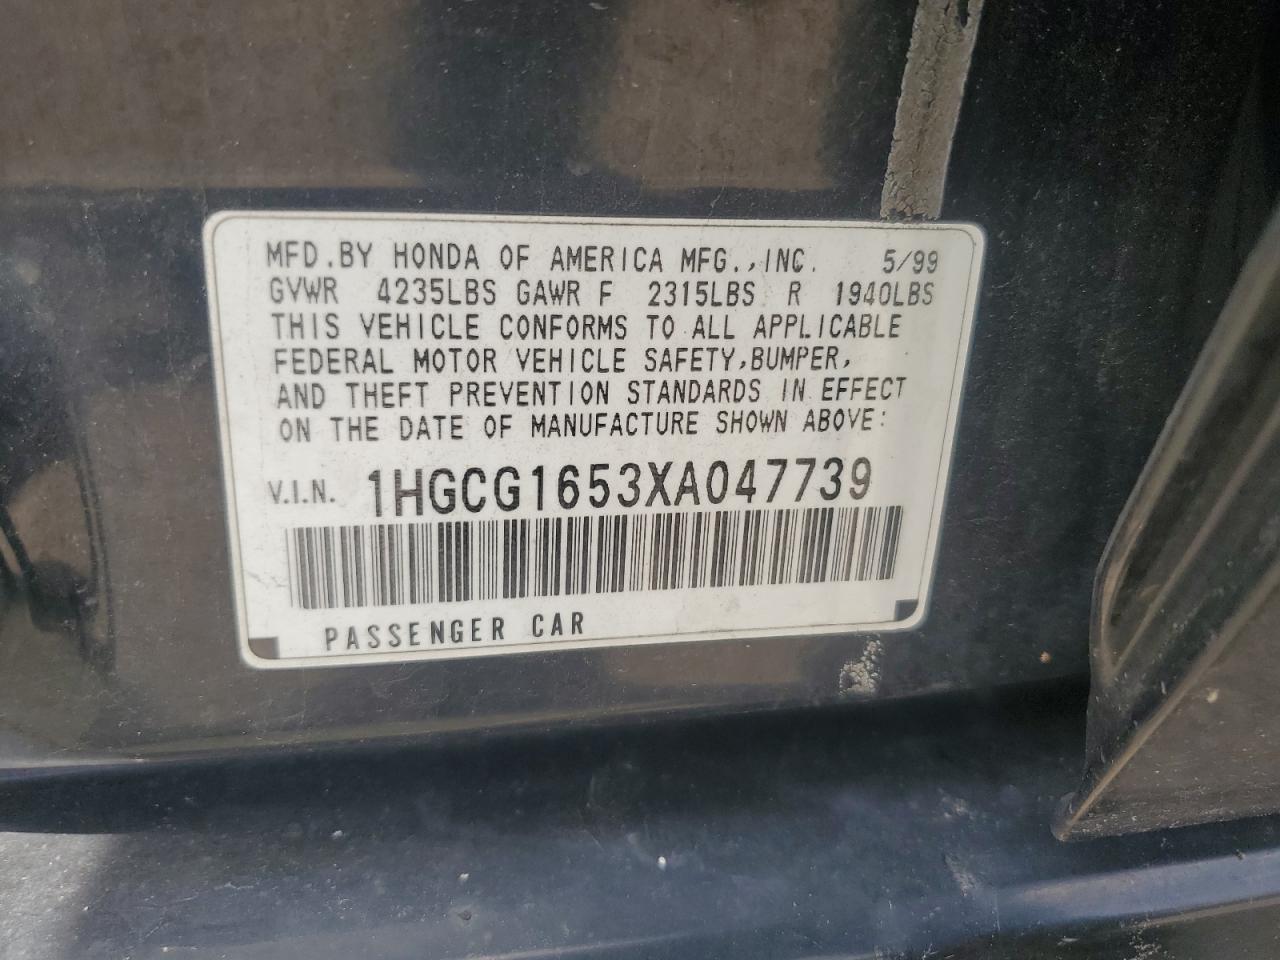 MFD.BY HONDA OF AMERICA MFG.,INC. 5/99
GVWR 4235LBS GAWR F 2315LBS R 1940LBS
THIS VEHICLE CONFORMS TO ALL APPLICABLE
FEDERAL MOTOR VEHICLE SAFETY,BUMPER,
AND THEFT PREVENTION STANDARDS IN EFFECT
ON THE DATE OF MANUFACTURE SHOWN ABOVE:
V.I.N. 1HGCG1653XA047739
PASSENGER CAR